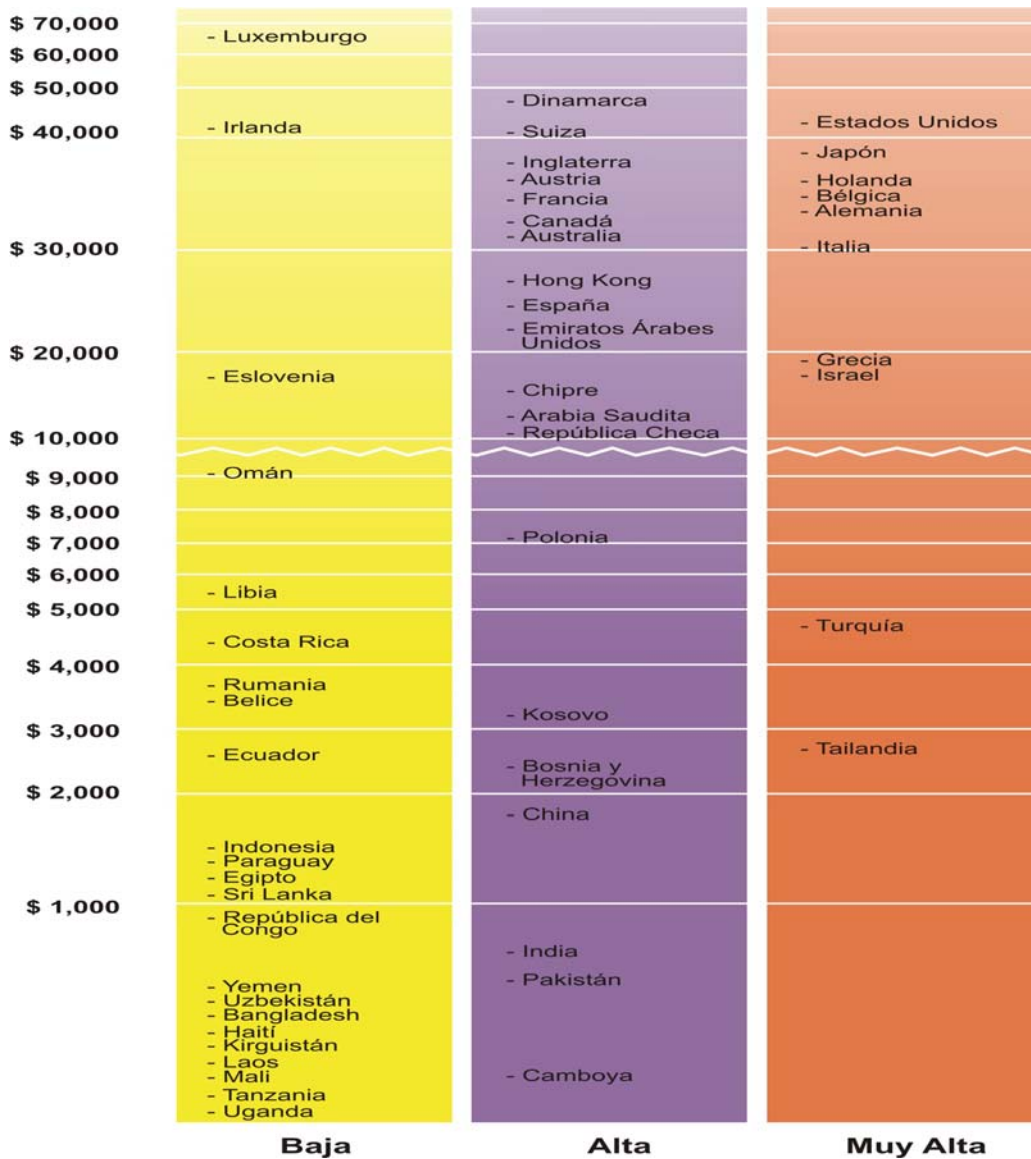 $ 70,000
$ 60,000
$ 50,000
$ 40,000
$ 30,000
$ 20,000
$ 10,000
$ 9,000
$ 8,000
$ 7,000
$ 6,000
$ 5,000
$ 4,000
$ 3,000
$ 2,000
$ 1,000
- Luxemburgo
- Irlanda
- Eslovenia
- Omán
- Libia
- Costa Rica
- Rumania
- Belice
- Ecuador
- Indonesia
- Paraguay
- Egipto
- Sri Lanka
- República del
Congo
- Yemen
- Uzbekistán
- Bangladesh
- Haití
- Kirguistán
- Laos
- Mali
- Tanzania
- Uganda
Baja
- Dinamarca
- Suiza
- Inglaterra
- Austria
- Francia
- Canadá
- Australia
- Hong Kong
- España
- Emiratos Árabes
Unidos
- Chipre
- Arabia Saudita
- República Checa
- Polonia
- Kosovo
- Bosnia y
Herzegovina
- China
- India
- Pakistán
- Camboya
Alta
- Estados Unidos
- Japón
- Holanda
- Bélgica
- Alemania
- Italia
- Grecia
- Israel
- Turquía
- Tailandia
Muy Alta